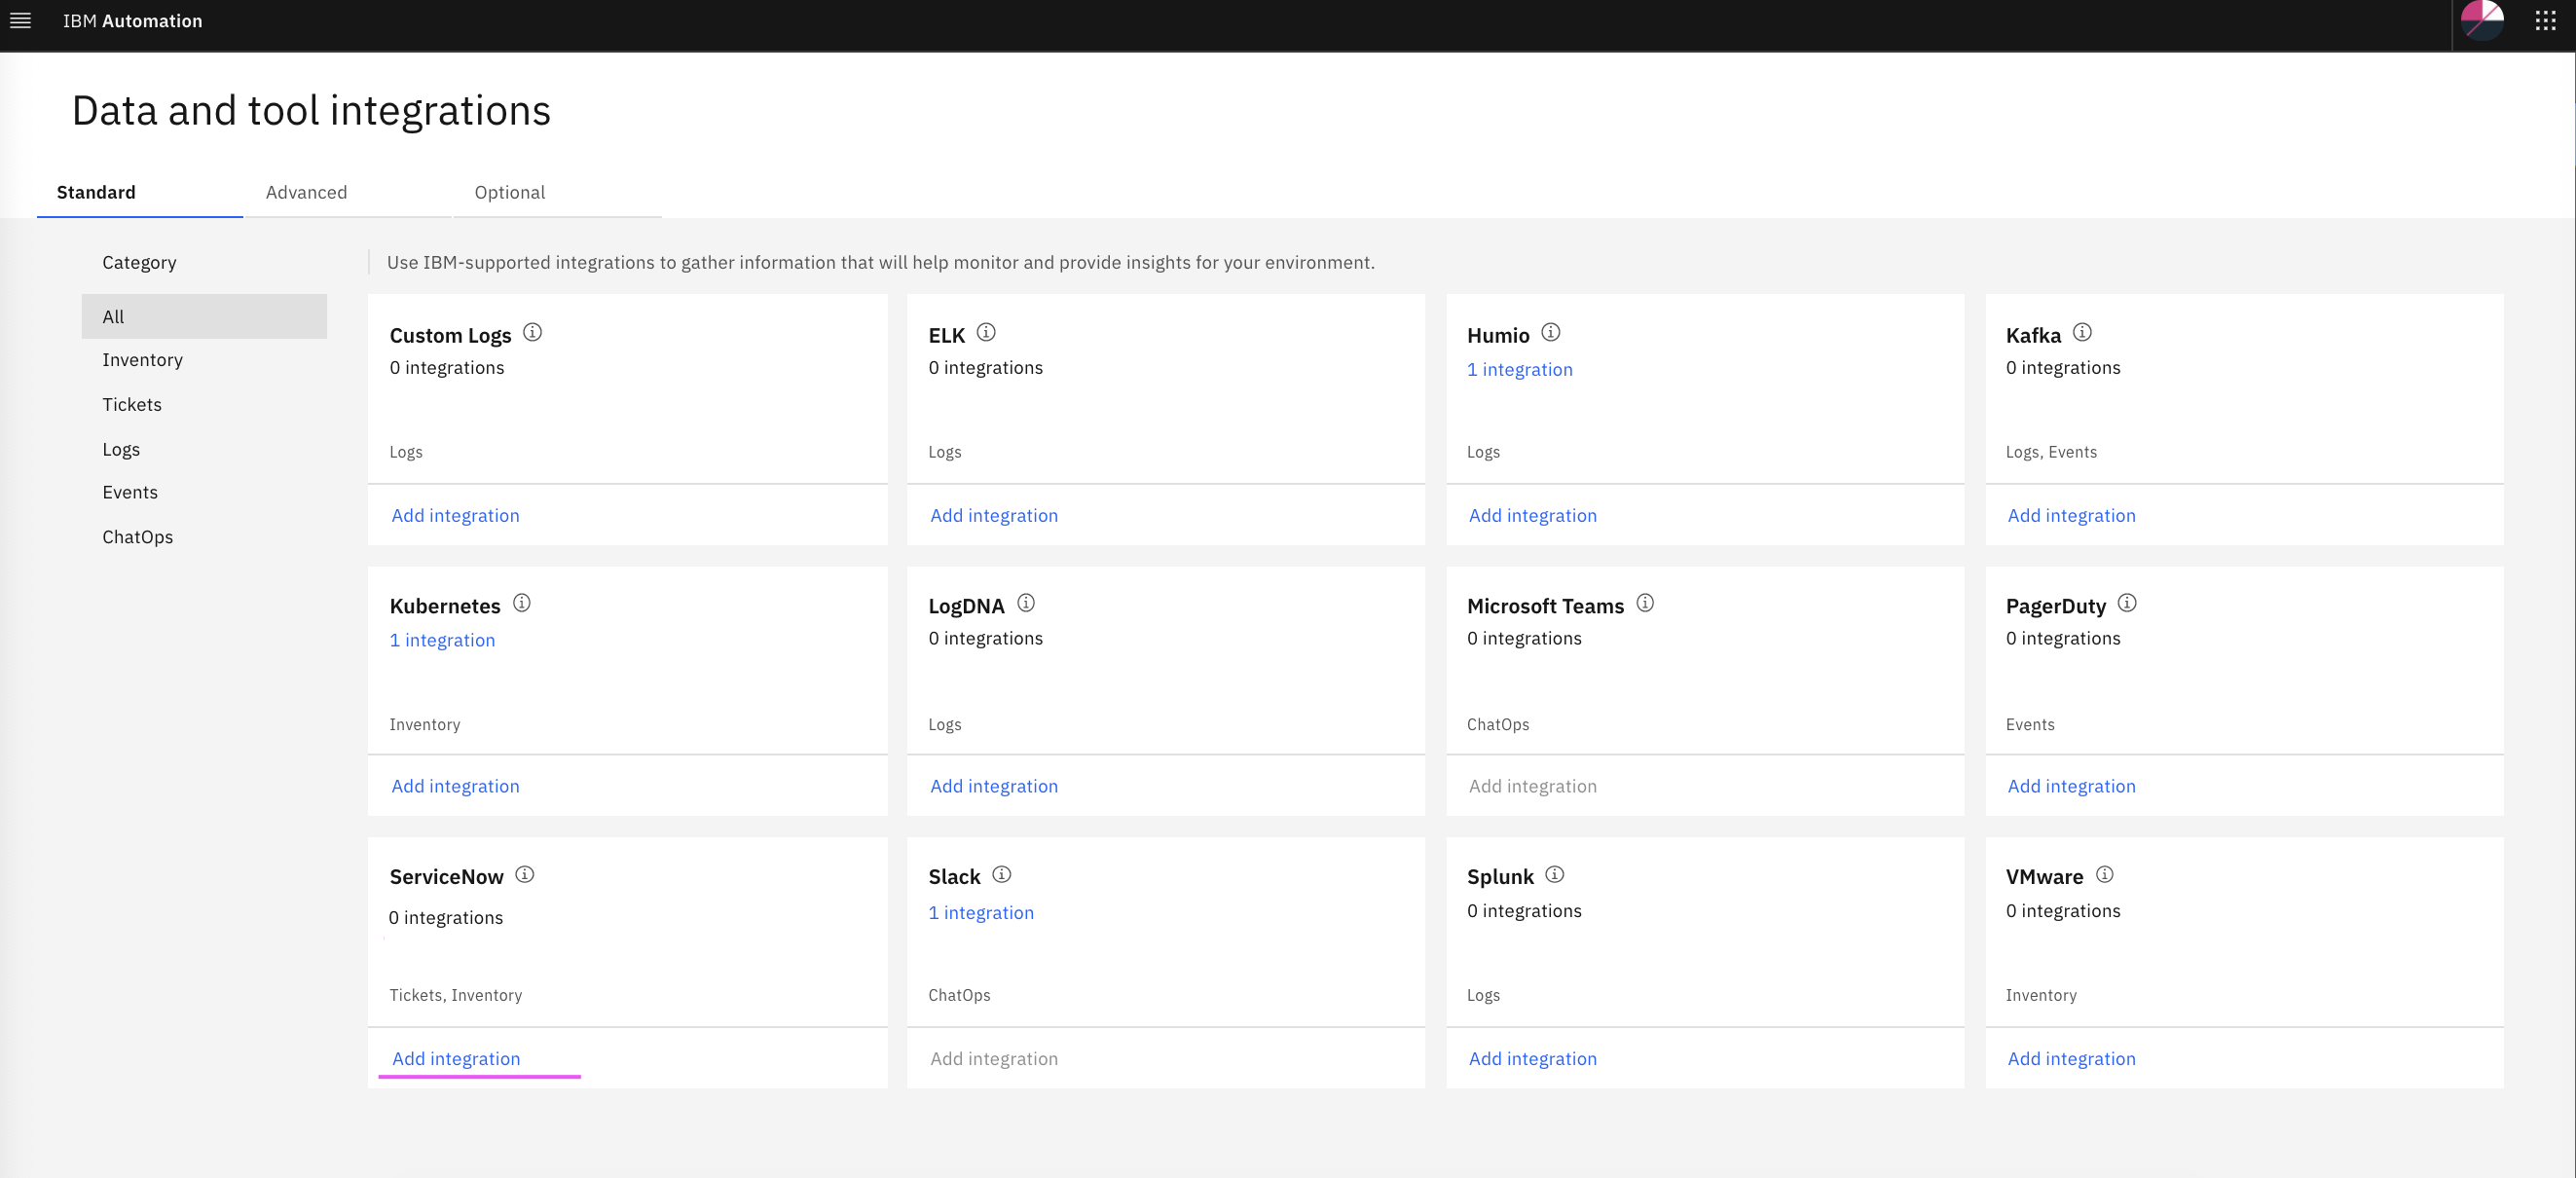 IBM Automation
Data and tool integrations
Standard
Advanced
Optional
Category
All
Inventory
Tickets
Logs
Events
ChatOps
Use IBM-supported integrations to gather information that will help monitor and provide insights for your environment.
Custom Logs
0 integrations
Logs
Add integration
ELK
0 integrations
Logs
Add integration
Humio
1 integration
Logs
Add integration
Kafka
0 integrations
Logs, Events
Add integration
Kubernetes
1 integration
Inventory
Add integration
LogDNA
0 integrations
Logs
Add integration
Microsoft Teams
0 integrations
ChatOps
Add integration
PagerDuty
0 integrations
Events
Add integration
ServiceNow
0 integrations
Tickets, Inventory
Add integration
Slack
1 integration
ChatOps
Add integration
Splunk
0 integrations
Logs
Add integration
VMware
0 integrations
Inventory
Add integration